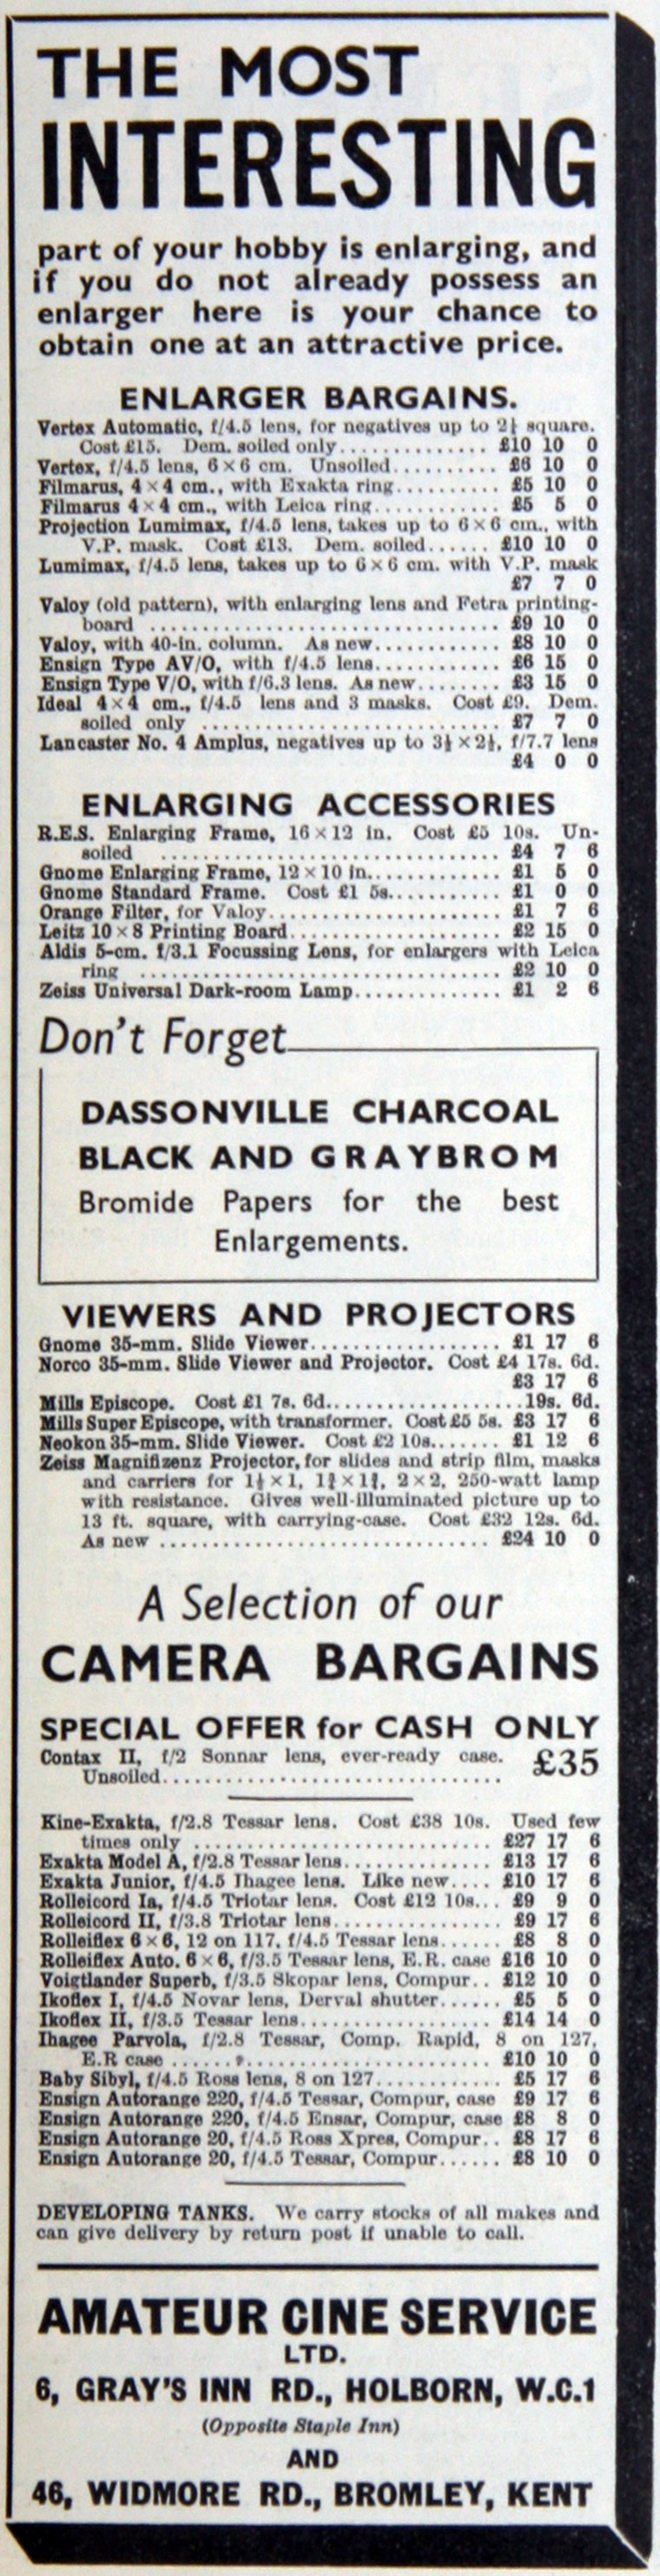 THE MOST
INTERESTING
part of your hobby is enlarging, and
if you do not already possess an
enlarger here is your chance to
obtain one at an attractive price.
ENLARGER BARGAINS.
Vertex Automatic, f/4.5 lens, for negatives up to 2¼ square.
Cost £15. Dem. soiled only.............. £10 10 0
Vertex, f/4.5 lens, 6×6 cm. Unsoiled.......... £6 10 0
Filmarus, 4×4 cm., with Exakta ring.......... £5 10 0
Filmarus 4×4 cm., with Leica ring............ £5 5 0
Projection Lumimax, f/4.5 lens, takes up to 6×6 cm., with
V.P. mask. Cost £13. Dem. soiled...... £10 10 0
Lumimax, f/4.5 lens, takes up to 6×6 cm. with V.P. mask
£7 7 0
Valoy (old pattern), with enlarging lens and Fetra printing-
board ................................ £9 10 0
Valoy, with 40-in. column. As new............ £8 10 0
Ensign Type AV/O, with f/4.5 lens............ £6 15 0
Ensign Type V/O, with f/6.3 lens. As new........ £3 15 0
Ideal 4×4 cm., f/4.5 lens and 3 masks. Cost £9. Dem.
soiled only ............................ £7 7 0
Lancaster No. 4 Amplus, negatives up to 3¼×2¼, f/7.7 lens
£4 0 0
ENLARGING ACCESSORIES
R.E.S. Enlarging Frame, 16×12 in. Cost £5 10s. Un-
soiled ................................ £4 7 6
Gnome Enlarging Frame, 12×10 in............. £1 5 0
Gnome Standard Frame. Cost £1 5s........... £1 0 0
Orange Filter, for Valoy...................... £1 7 6
Leitz 10×8 Printing Board.................... £2 15 0
Aldis 5-cm. f/3.1 Focussing Lens, for enlargers with Leica
ring .................................. £2 10 0
Zeiss Universal Dark-room Lamp.............. £1 2 6
Don't Forget
DASSONVILLE CHARCOAL
BLACK AND GRAYBROM
Bromide Papers for the best
Enlargements.
VIEWERS AND PROJECTORS
Gnome 35-mm. Slide Viewer.................. £1 17 6
Norco 35-mm. Slide Viewer and Projector. Cost £4 17s. 6d.
£3 17 6
Mills Episcope. Cost £1 7s. 6d................... 19s. 6d.
Mills Super Episcope, with transformer. Cost £5 5s. £3 17 6
Neokon 35-mm. Slide Viewer. Cost £2 10s....... £1 12 6
Zeiss Magnifizenz Projector, for slides and strip film, masks
and carriers for 1½×1, 1⅜×1⅜, 2×2, 250-watt lamp
with resistance. Gives well-illuminated picture up to
13 ft. square, with carrying-case. Cost £32 12s. 6d.
As new ............................... £24 10 0
A Selection of our
CAMERA BARGAINS
SPECIAL OFFER for CASH ONLY
Contax II, f/2 Sonnar lens, ever-ready case. £35
Unsoiled................................
Kine-Exakta, f/2.8 Tessar lens. Cost £38 10s. Used few
times only ............................ £27 17 6
Exakta Model A, f/2.8 Tessar lens.............. £13 17 6
Exakta Junior, f/4.5 Ihagee lens. Like new.... £10 17 6
Rolleicord Ia, f/4.5 Triotar lens. Cost £12 10s... £9 9 0
Rolleicord II, f/3.8 Triotar lens................ £9 17 6
Rolleiflex 6×6, 12 on 117, f/4.5 Tessar lens...... £8 8 0
Rolleiflex Auto. 6×6, f/3.5 Tessar lens, E.R. case £16 10 0
Voigtlander Superb, f/3.5 Skopar lens, Compur.. £12 10 0
Ikoflex I, f/4.5 Novar lens, Derval shutter...... £5 5 0
Ikoflex II, f/3.5 Tessar lens................... £14 14 0
Ihagee Parvola, f/2.8 Tessar, Comp. Rapid, 8 on 127,
E.R case .............................. £10 10 0
Baby Sibyl, f/4.5 Ross lens, 8 on 127............ £5 17 6
Ensign Autorange 220, f/4.5 Tessar, Compur, case £9 17 6
Ensign Autorange 220, f/4.5 Ensar, Compur, case £8 8 0
Ensign Autorange 20, f/4.5 Ross Xpres, Compur.. £8 17 6
Ensign Autorange 20, f/4.5 Tessar, Compur...... £8 10 0
DEVELOPING TANKS. We carry stocks of all makes and
can give delivery by return post if unable to call.
AMATEUR CINE SERVICE
LTD.
6, GRAY'S INN RD., HOLBORN, W.C.1
(Opposite Staple Inn)
AND
46, WIDMORE RD., BROMLEY, KENT